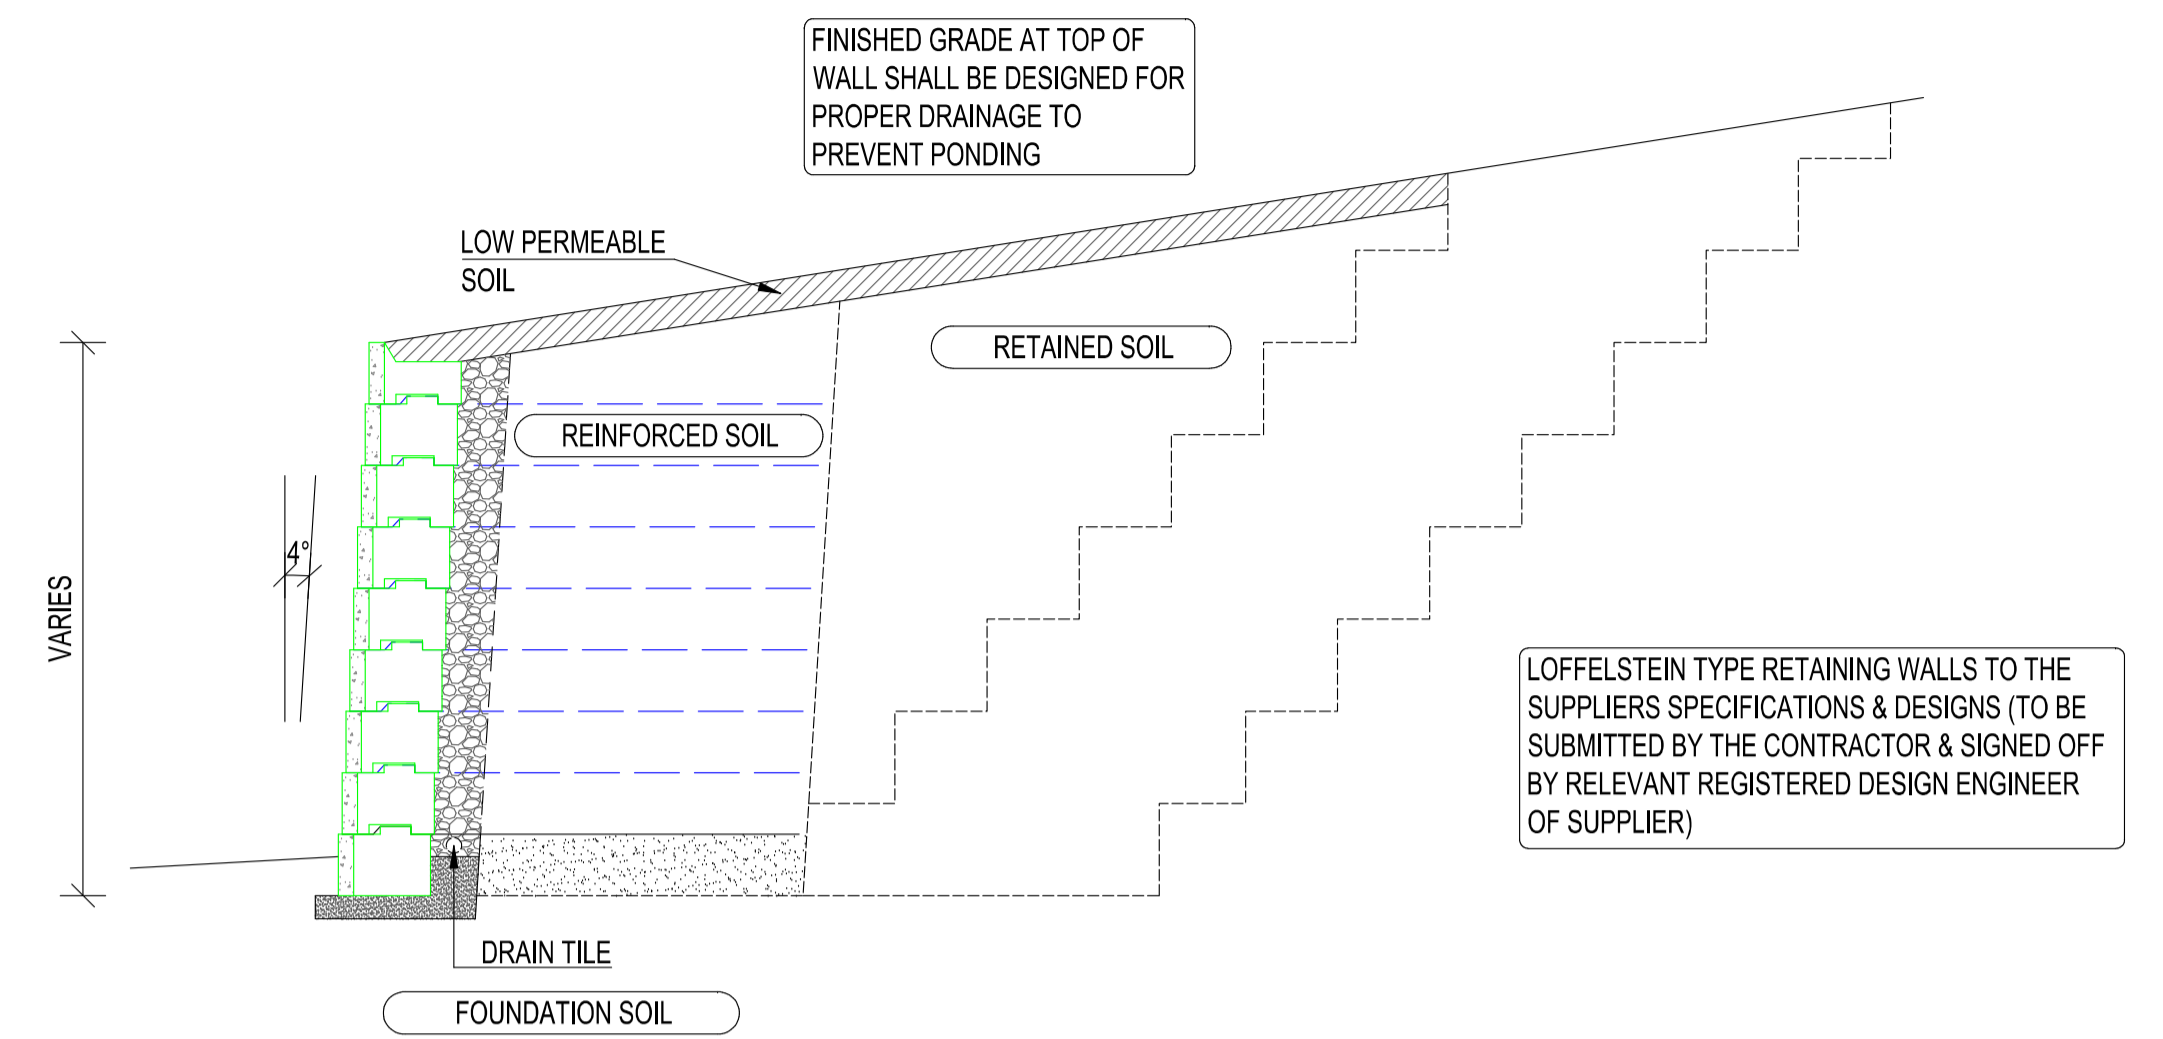 FINISHED GRADE AT TOP OF
WALL SHALL BE DESIGNED FOR
PROPER DRAINAGE TO
PREVENT PONDING
LOW PERMEABLE
SOIL
RETAINED SOIL
REINFORCED SOIL
4°
VARIES
LOFFELSTEIN TYPE RETAINING WALLS TO THE
SUPPLIERS SPECIFICATIONS & DESIGNS (TO BE
SUBMITTED BY THE CONTRACTOR & SIGNED OFF
BY RELEVANT REGISTERED DESIGN ENGINEER
OF SUPPLIER)
DRAIN TILE
FOUNDATION SOIL